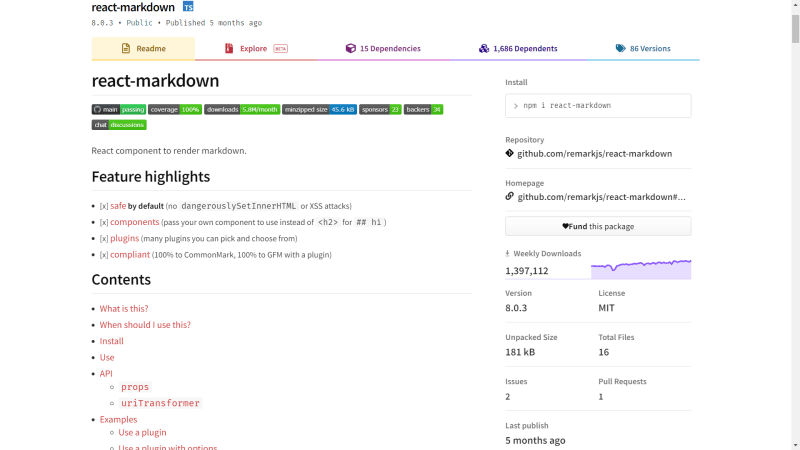 react-markdown TS
8.0.3 • Public • Published 5 months ago
Readme
Explore BETA
15 Dependencies
1,686 Dependents
86 Versions
react-markdown
main passing coverage 100% downloads 5.8M/month minzipped size 45.6 kB sponsors 23 backers 34
chat discussions
React component to render markdown.
Feature highlights
[x] safe by default (no dangerouslySetInnerHTML or XSS attacks)
[x] components (pass your own component to use instead of <h2> for ## hi)
[x] plugins (many plugins you can pick and choose from)
[x] compliant (100% to CommonMark, 100% to GFM with a plugin)
Contents
What is this?
When should I use this?
Install
Use
API
props
uriTransformer
Examples
Use a plugin
Use a plugin with options
Install
> npm i react-markdown
Repository
github.com/remarkjs/react-markdown
Homepage
github.com/remarkjs/react-markdown#...
Fund this package
Weekly Downloads
1,397,112
Version
8.0.3
License
MIT
Unpacked Size
181 kB
Total Files
16
Issues
2
Pull Requests
1
Last publish
5 months ago